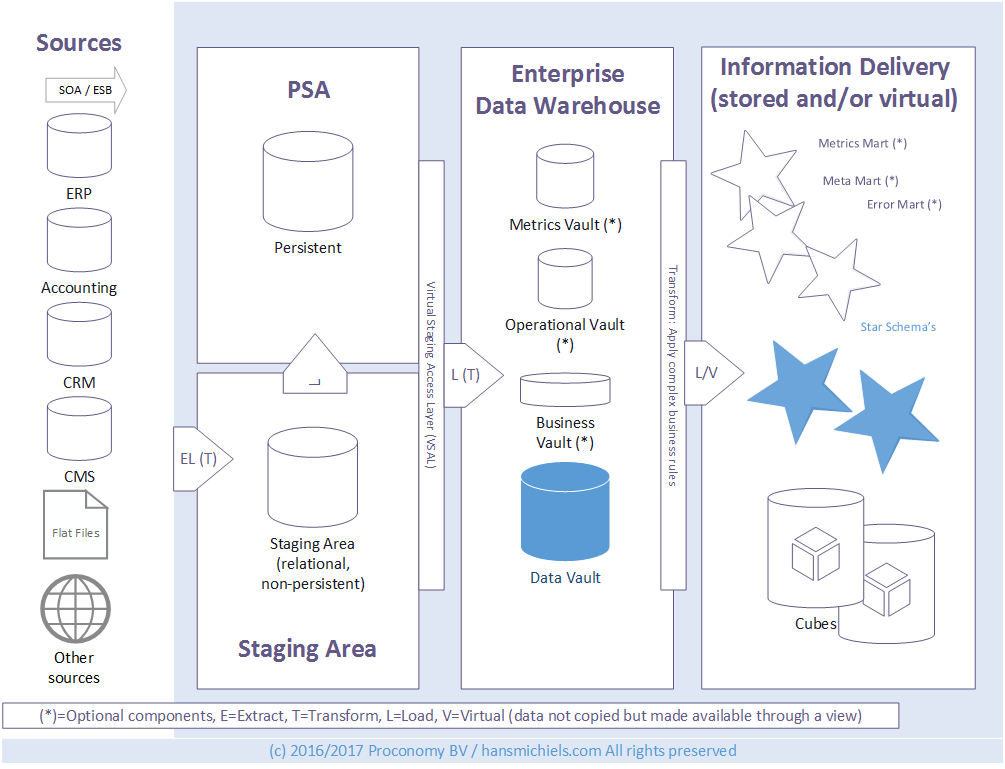 Sources
SOA / ESB
ERP
Accounting
CRM
CMS
Flat Files
Other
sources
EL (T)
PSA
Persistent
L
Staging Area
(relational,
non-persistent)
Staging Area
Virtual Staging Access Layer (VSAL)
L (T)
Enterprise
Data Warehouse
Metrics Vault (*)
Operational Vault
(*)
Business
Vault (*)
Data Vault
Transform: Apply complex business rules
L/V
Information Delivery
(stored and/or virtual)
Metrics Mart (*)
Meta Mart (*)
Error Mart (*)
Star Schema's
Cubes
(*)=Optional components, E=Extract, T=Transform, L=Load, V=Virtual (data not copied but made available through a view)
(c) 2016/2017 Proconomy BV / hansmichiels.com All rights preserved